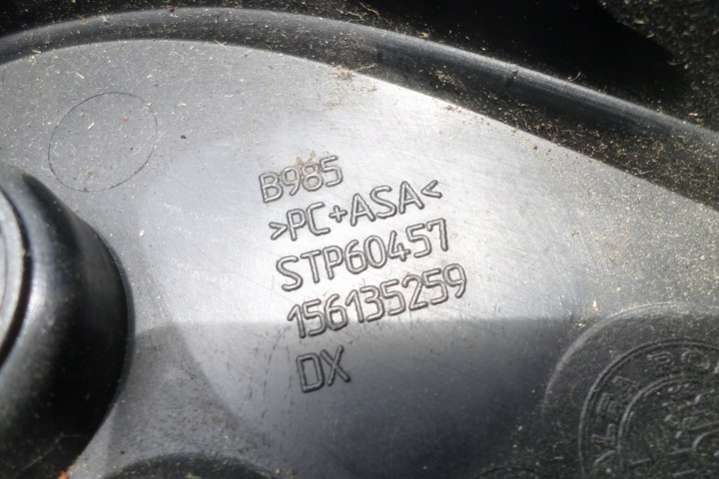 B985
>PC+ASA<
STP60457
156135259
DX